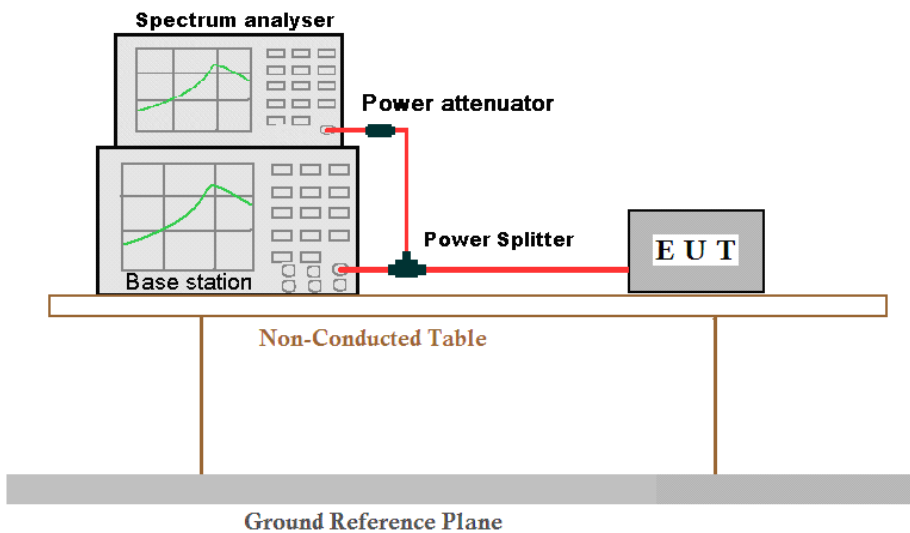 Spectrum analyser
Power attenuator
Power Splitter
E U T
Base station
Non-Conducted Table
Ground Reference Plane